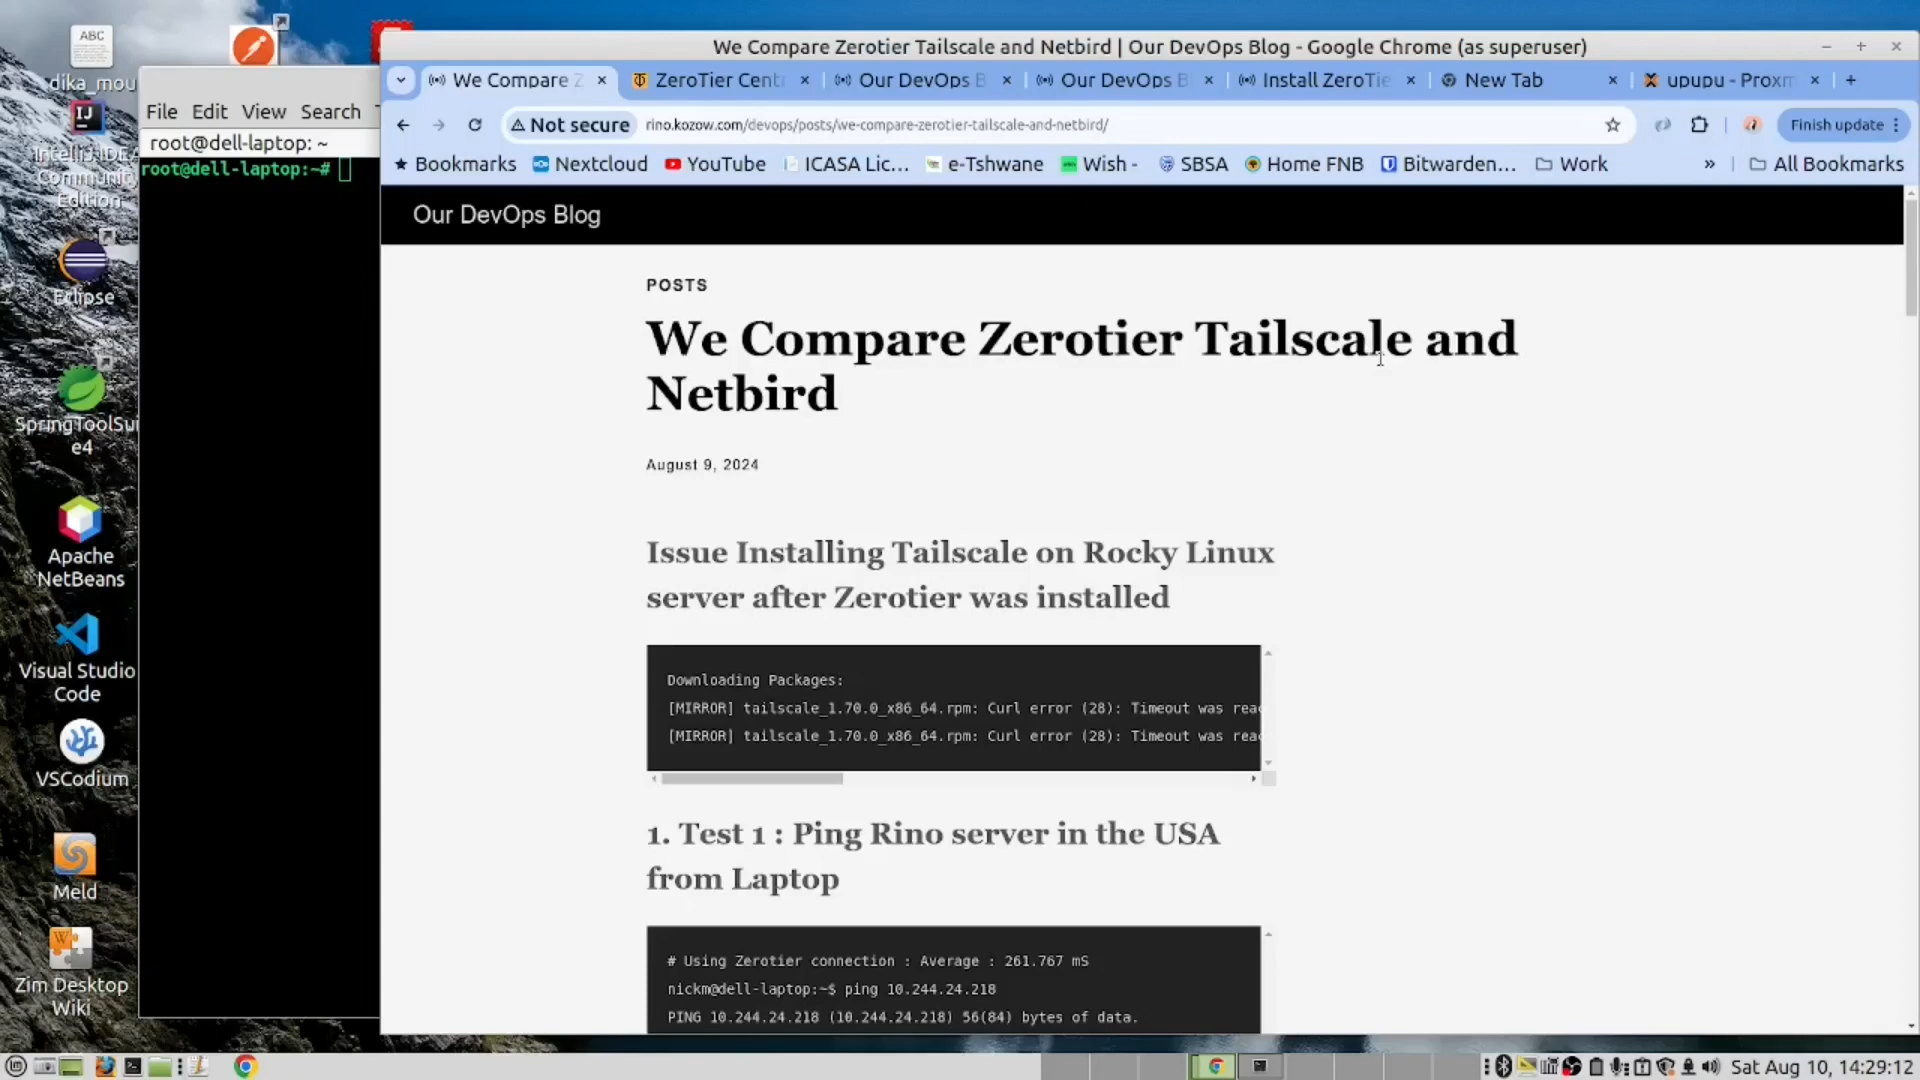 ABC
dika_mou
IntelliJ IDEA
Community
Edition
Eclipse
SpringToolSui
e4
Apache
NetBeans
Visual Studio
Code
VSCodium
Meld
Zim Desktop
Wiki
File Edit View Search
root@dell-laptop: ~
root@dell-laptop:~#
We Compare Zerotier Tailscale and Netbird | Our DevOps Blog - Google Chrome (as superuser)
We Compare Z
ZeroTier Cent
Our DevOps B
Our DevOps B
Install ZeroTie
New Tab
upupu - Proxm
Not secure rino.kozow.com/devops/posts/we-compare-zerotier-tailscale-and-netbird/
Finish update
Bookmarks Nextcloud YouTube ICASA Lic... e-Tshwane Wish - SBSA Home FNB Bitwarden... Work » All Bookmarks
Our DevOps Blog
POSTS
We Compare Zerotier Tailscale and
Netbird
August 9, 2024
Issue Installing Tailscale on Rocky Linux
server after Zerotier was installed
Downloading Packages:
[MIRROR] tailscale_1.70.0_x86_64.rpm: Curl error (28): Timeout was reac
[MIRROR] tailscale_1.70.0_x86_64.rpm: Curl error (28): Timeout was reac
1. Test 1 : Ping Rino server in the USA
from Laptop
# Using Zerotier connection : Average : 261.767 mS
nickm@dell-laptop:~$ ping 10.244.24.218
PING 10.244.24.218 (10.244.24.218) 56(84) bytes of data.
Sat Aug 10, 14:29:12